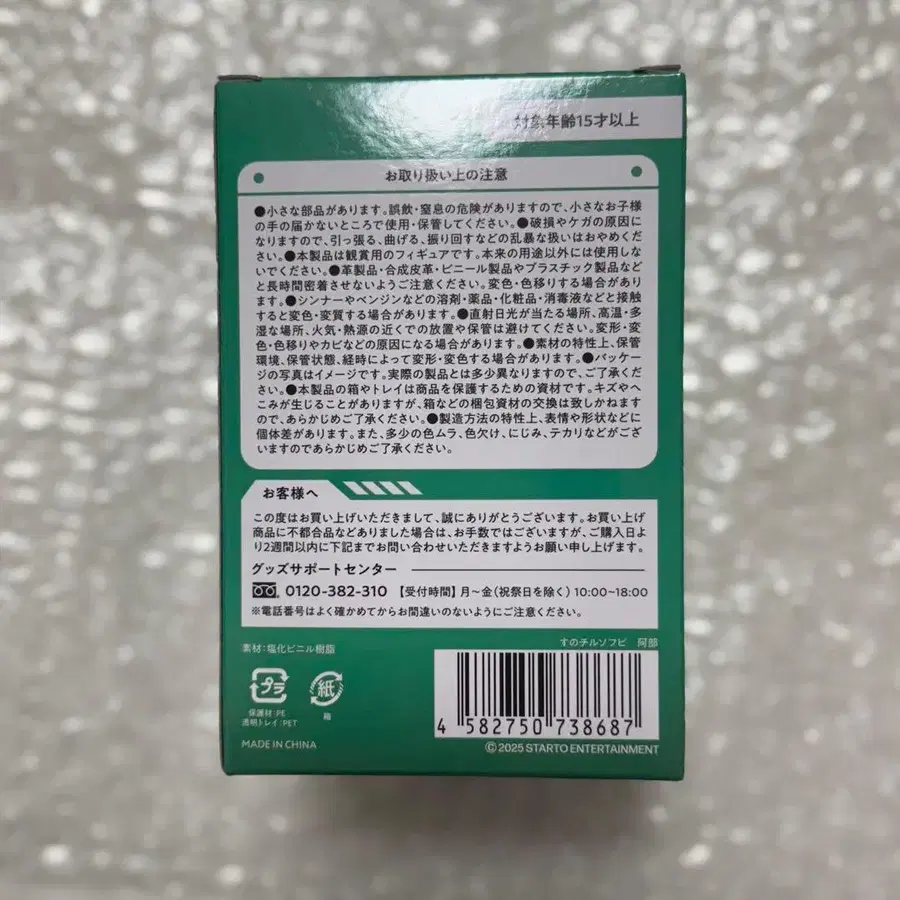 対象年齢15才以上
お取り扱い上の注意
●小さな部品があります。誤飲・窒息の危険がありますので、小さなお子様
の手の届かないところで使用・保管してください。●破損やケガの原因に
なりますので、引っ張る、曲げる、振り回すなどの乱暴な扱いはおやめくだ
さい。●本製品は観賞用のフィギュアです。本来の用途以外には使用しな
いでください。●革製品・合成皮革・ビニール製品やプラスチック製品など
と長時間密着させないようご注意ください。変色・色移りする場合があり
ます。●シンナーやベンジンなどの溶剤・薬品・化粧品・消毒液などと接触
すると変色・変質する場合があります。●直射日光が当たる場所、高温・多
湿な場所、火気・熱源の近くでの放置や保管は避けてください。変形・変
色・色移りやカビなどの原因になる場合があります。●素材の特性上、保管
環境、保管状態、経時によって変形・変色する場合があります。●パッケー
ジの写真はイメージです。実際の製品とは多少異なりますので、ご了承くだ
さい。●本製品の箱やトレイは商品を保護するための資材です。キズやへ
こみが生じることがありますが、箱などの梱包資材の交換は致しかねます
ので、あらかじめご了承ください。●製造方法の特性上、表情や形状などに
個体差があります。また、多少の色ムラ、色欠け、にじみ、テカリなどがござ
いますのであらかじめご了承ください。
お客様へ
この度はお買い上げいただきまして、誠にありがとうございます。お買い上げ
商品に不都合品などありました場合は、お手数ではございますが、ご購入日よ
り2週間以内に下記までお問い合わせいただきますようお願い申し上げます。
グッズサポートセンター
0120-382-310 【受付時間】月〜金(祝祭日を除く)10:00~18:00
※電話番号はよく確かめてからお間違いのないようにご注意ください。
素材:塩化ビニル樹脂
すのチルソフビ 阿部
プラ
紙
保護材:PE
透明トレイ:PET
箱
4 582750 738687
MADE IN CHINA
©2025 STARTO ENTERTAINMENT